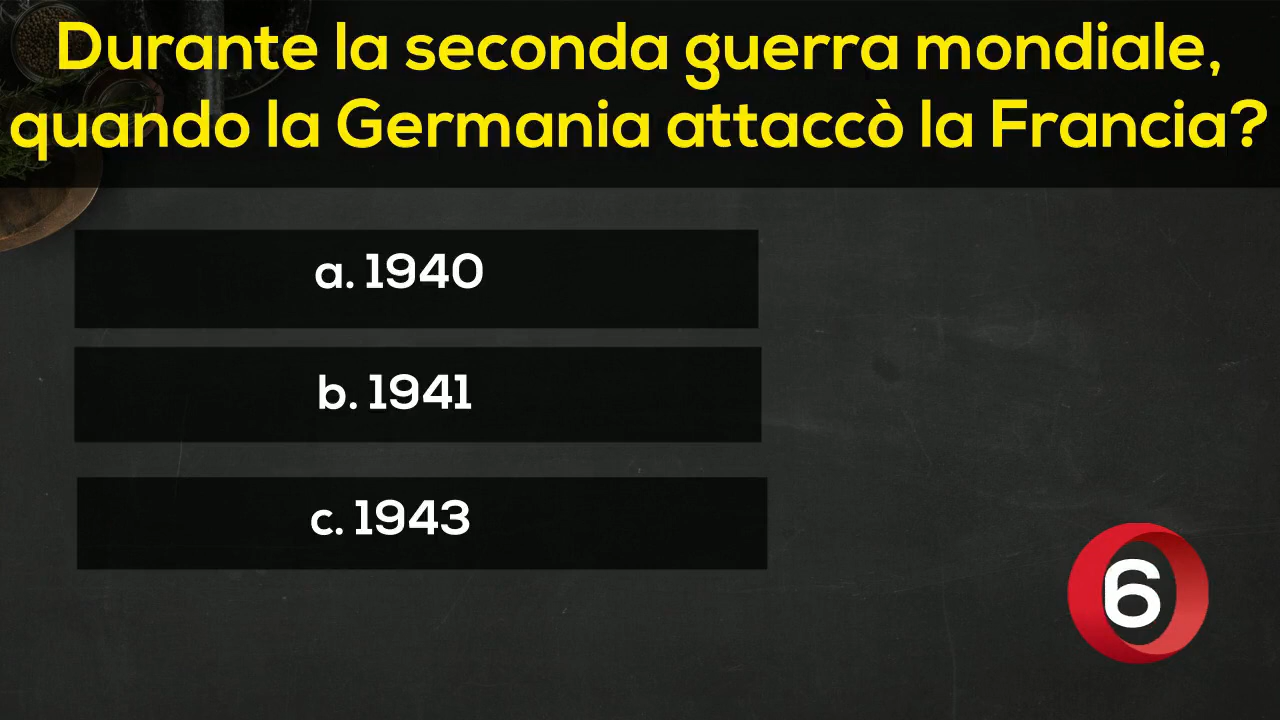 Durante la seconda guerra mondiale,
quando la Germania attaccò la Francia?
a. 1940
b. 1941
c. 1943
6